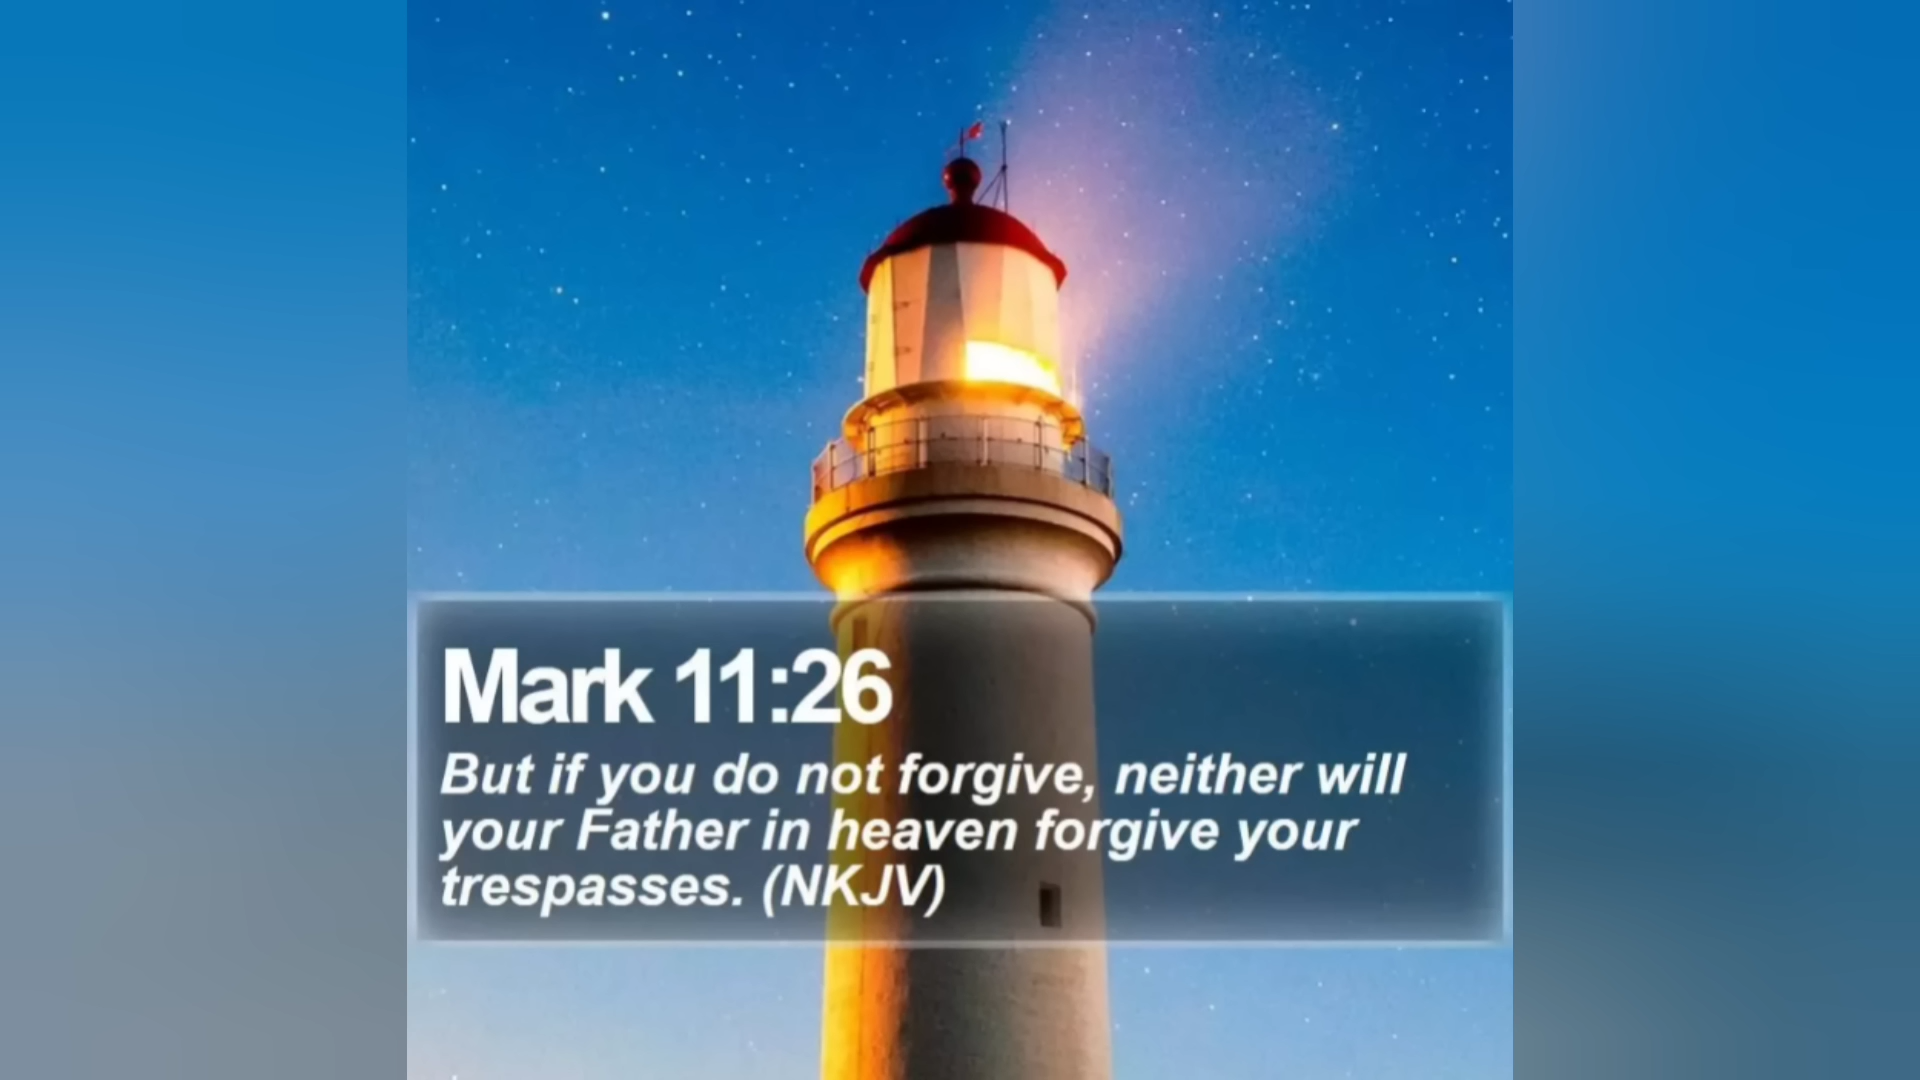 Mark 11:26
But if you do not forgive, neither will
your Father in heaven forgive your
trespasses. (NKJV)